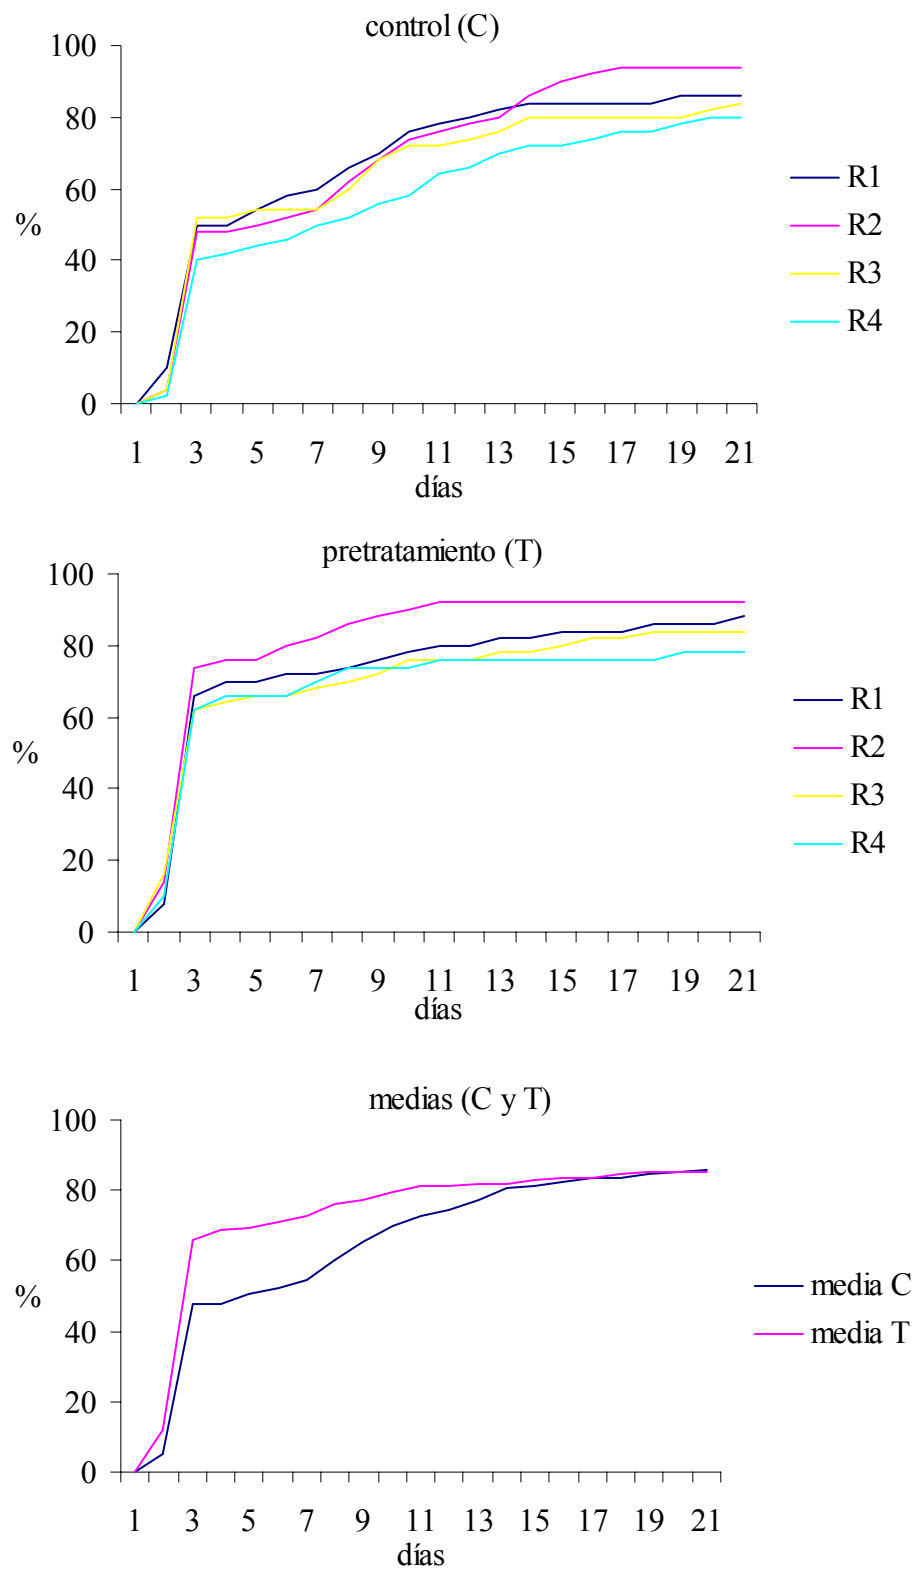 control (C)
100
80
60
%
40
20
0
1 3 5 7 9 11 13 15 17 19 21
días
R1
R2
R3
R4
pretratamiento (T)
100
80
60
%
40
20
0
1 3 5 7 9 11 13 15 17 19 21
días
R1
R2
R3
R4
medias (C y T)
100
80
60
%
40
20
0
1 3 5 7 9 11 13 15 17 19 21
días
media C
media T